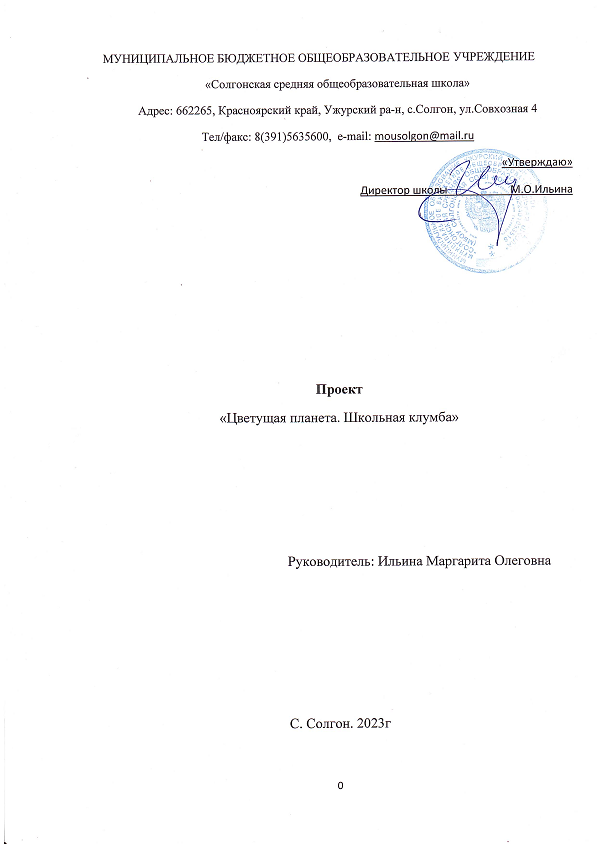 МУНИЦИПАЛЬНОЕ БЮДЖЕТНОЕ ОБЩЕОБРАЗОВАТЕЛЬНОЕ УЧРЕЖДЕНИЕ
«Солгонская средняя общеобразовательная школа»
Адрес: 662265, Красноярский край, Ужурский ра-н, с.Солгон, ул.Совхозная 4
Тел/факс: 8(391)5635600, e-mail: mousolgon@mail.ru
«Утверждаю»
Директор школы М.О.Ильина
Проект
«Цветущая планета. Школьная клумба»
Руководитель: Ильина Маргарита Олеговна
С. Солгон. 2023г
0